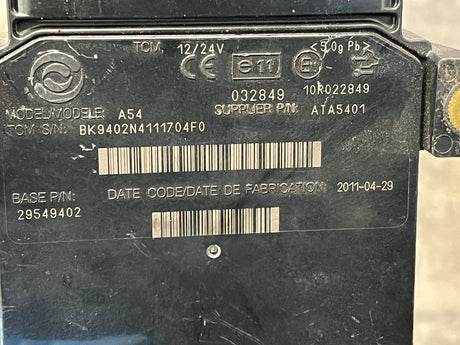 TCM 12/24V <5.0g Pb>
CE e11 E
032849 10R022849
MODEL/MODELE: A54 SUPPLIER P/N: ATA5401
TCM S/N: BK9402N4111704F0
BASE P/N: DATE CODE/DATE DE FABRICATION: 2011-04-29
29549402